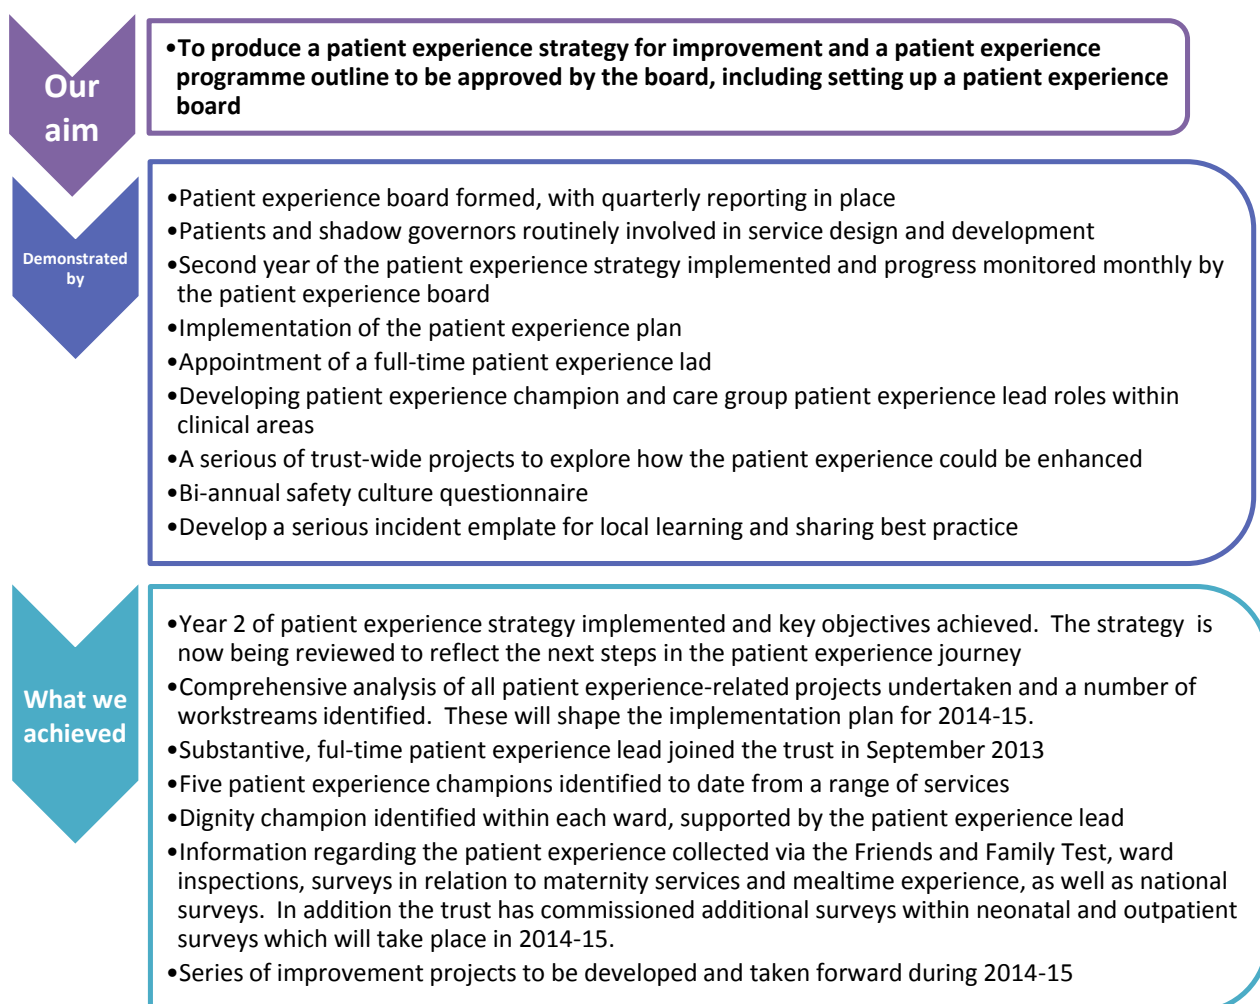 Our
aim
•To produce a patient experience strategy for improvement and a patient experience
programme outline to be approved by the board, including setting up a patient experience
board
Demonstrated
by
•Patient experience board formed, with quarterly reporting in place
•Patients and shadow governors routinely involved in service design and development
•Second year of the patient experience strategy implemented and progress monitored monthly by
the patient experience board
•Implementation of the patient experience plan
•Appointment of a full-time patient experience lad
•Developing patient experience champion and care group patient experience lead roles within
clinical areas
•A serious of trust-wide projects to explore how the patient experience could be enhanced
•Bi-annual safety culture questionnaire
•Develop a serious incident emplate for local learning and sharing best practice
What we
achieved
•Year 2 of patient experience strategy implemented and key objectives achieved.  The strategy  is
now being reviewed to reflect the next steps in the patient experience journey
•Comprehensive analysis of all patient experience-related projects undertaken and a number of
workstreams identified.  These will shape the implementation plan for 2014-15.
•Substantive, ful-time patient experience lead joined the trust in September 2013
•Five patient experience champions identified to date from a range of services
•Dignity champion identified within each ward, supported by the patient experience lead
•Information regarding the patient experience collected via the Friends and Family Test, ward
inspections, surveys in relation to maternity services and mealtime experience, as well as national
surveys.  In addition the trust has commissioned additional surveys within neonatal and outpatient
surveys which will take place in 2014-15.
•Series of improvement projects to be developed and taken forward during 2014-15